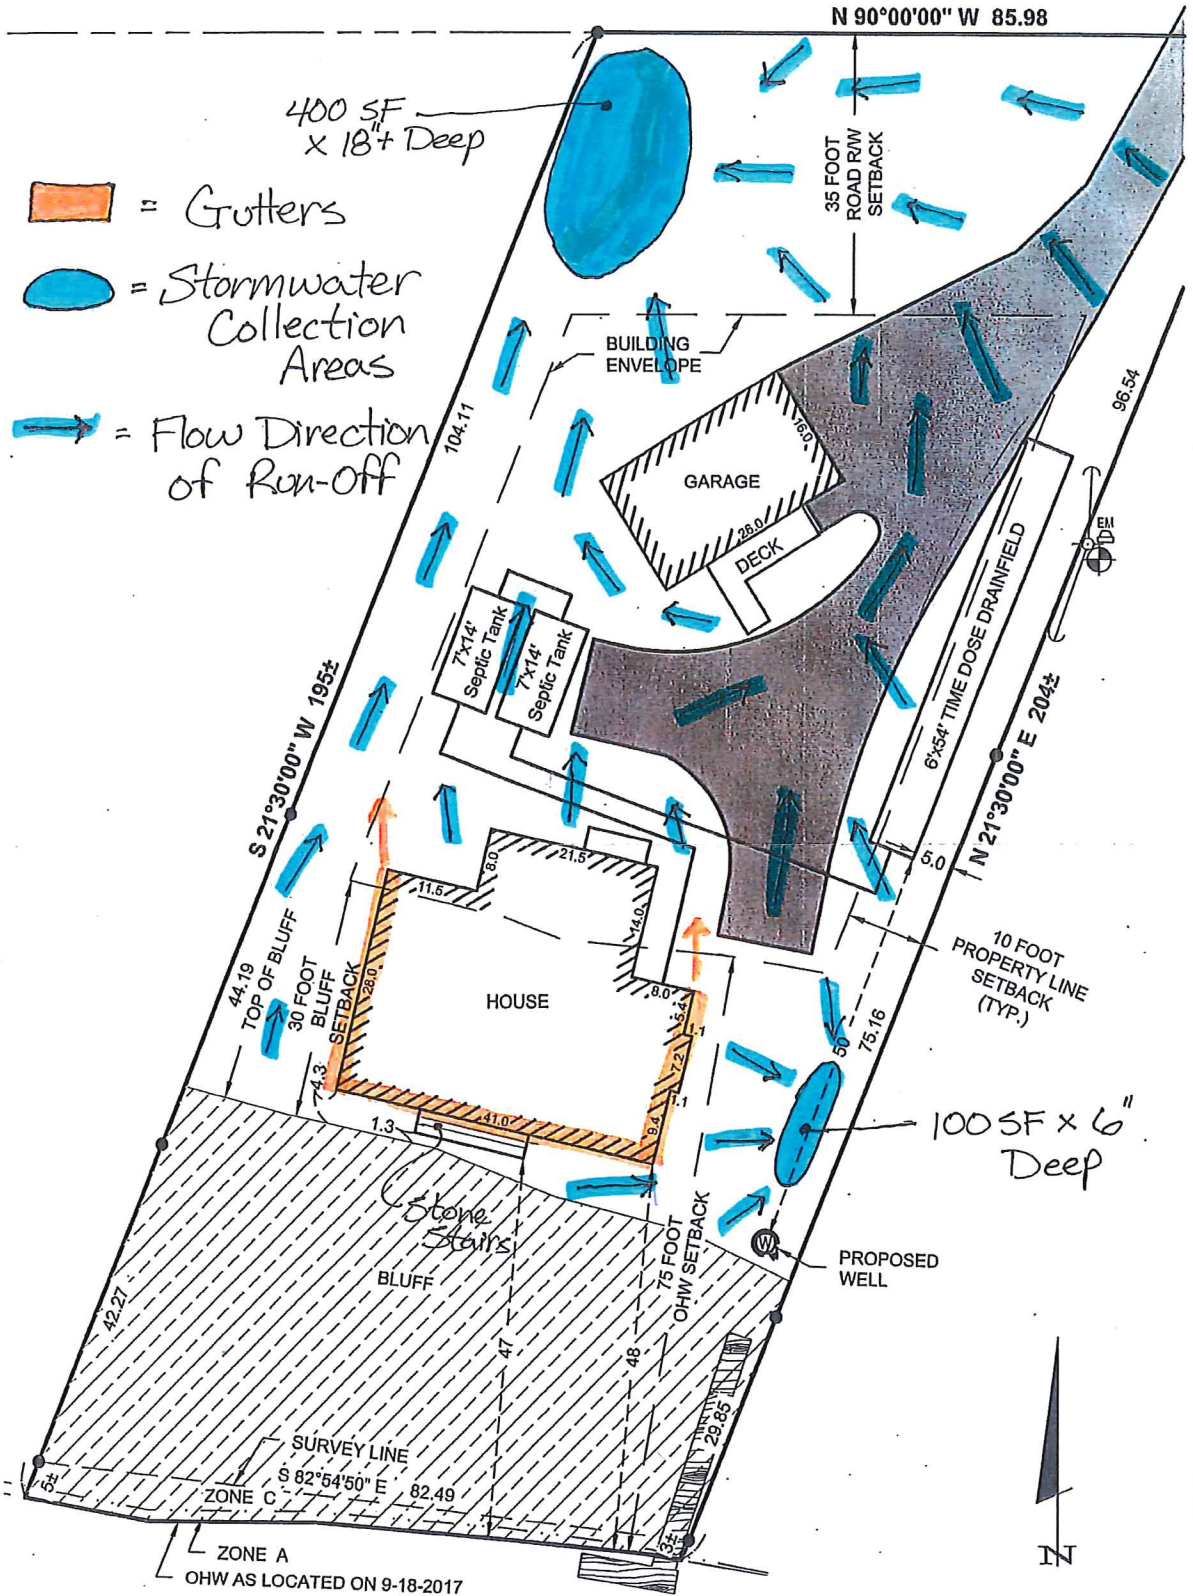 N 90°00'00" W 85.98
400 SF
x 18"+ Deep
35 FOOT
ROAD R/W
SETBACK
= Gutters
= Stormwater
Collection
Areas
= Flow Direction
of Run-Off
BUILDING
ENVELOPE
104.11
96.54
16.0
GARAGE
26.0
DECK
EM
7'x14'
Septic Tank
7'x14'
Septic Tank
6'x54' TIME DOSE DRAINFIELD
S 21°30'00" W 195±
N 21°30'00" E 204±
5.0
21.5
8.0
11.5
14.0
44.19
TOP OF BLUFF
30 FOOT
BLUFF
SETBACK
28.0
HOUSE
8.0
5.4
1.1
7.2
1.1
9.4
10 FOOT
PROPERTY LINE
SETBACK
(TYP.)
75.16
50
4.3
1.3
41.0
100 SF x 6"
Deep
Stone
Stairs
75 FOOT
OHW SETBACK
W
PROPOSED
WELL
BLUFF
42.27
47
48
29.85
SURVEY LINE
S 82°54'50" E 82.49
5±
ZONE C
3±
ZONE A
OHW AS LOCATED ON 9-18-2017
N